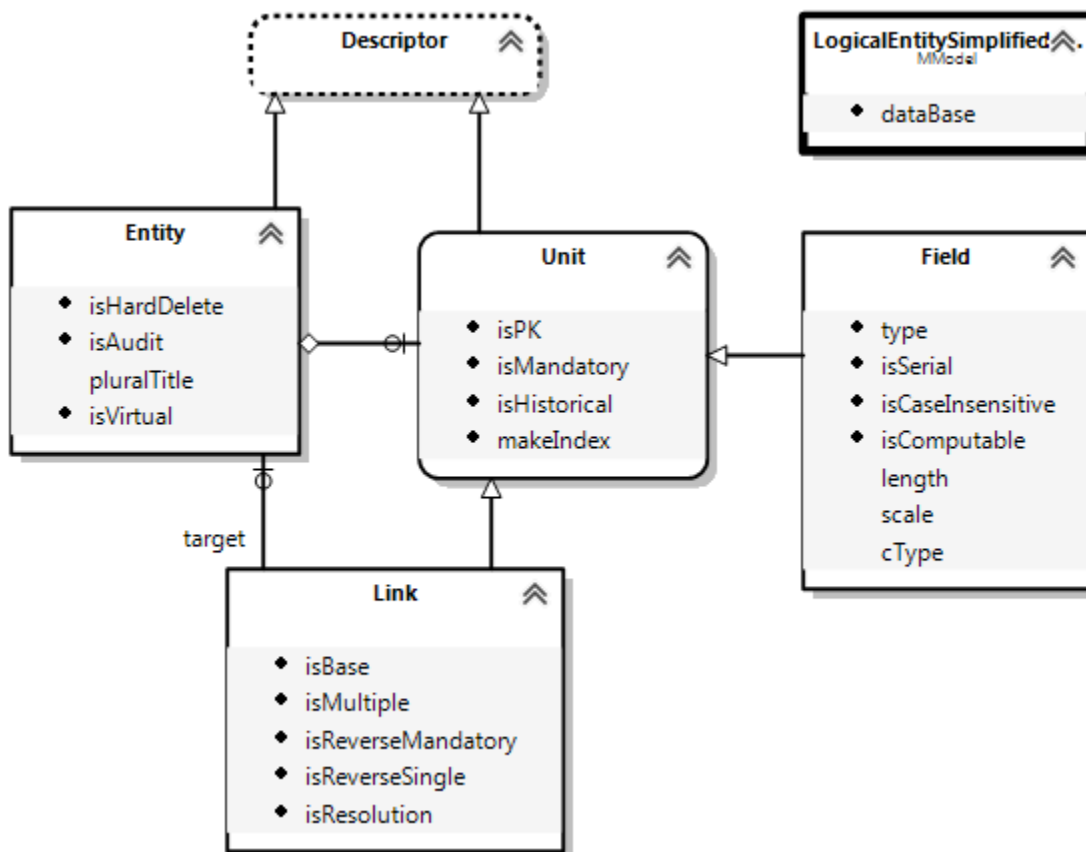 Descriptor
LogicalEntitySimplified...
MModel
dataBase
Entity
isHardDelete
isAudit
pluralTitle
isVirtual
Unit
isPK
isMandatory
isHistorical
makeIndex
Field
type
isSerial
isCaseInsensitive
isComputable
length
scale
cType
target
Link
isBase
isMultiple
isReverseMandatory
isReverseSingle
isResolution